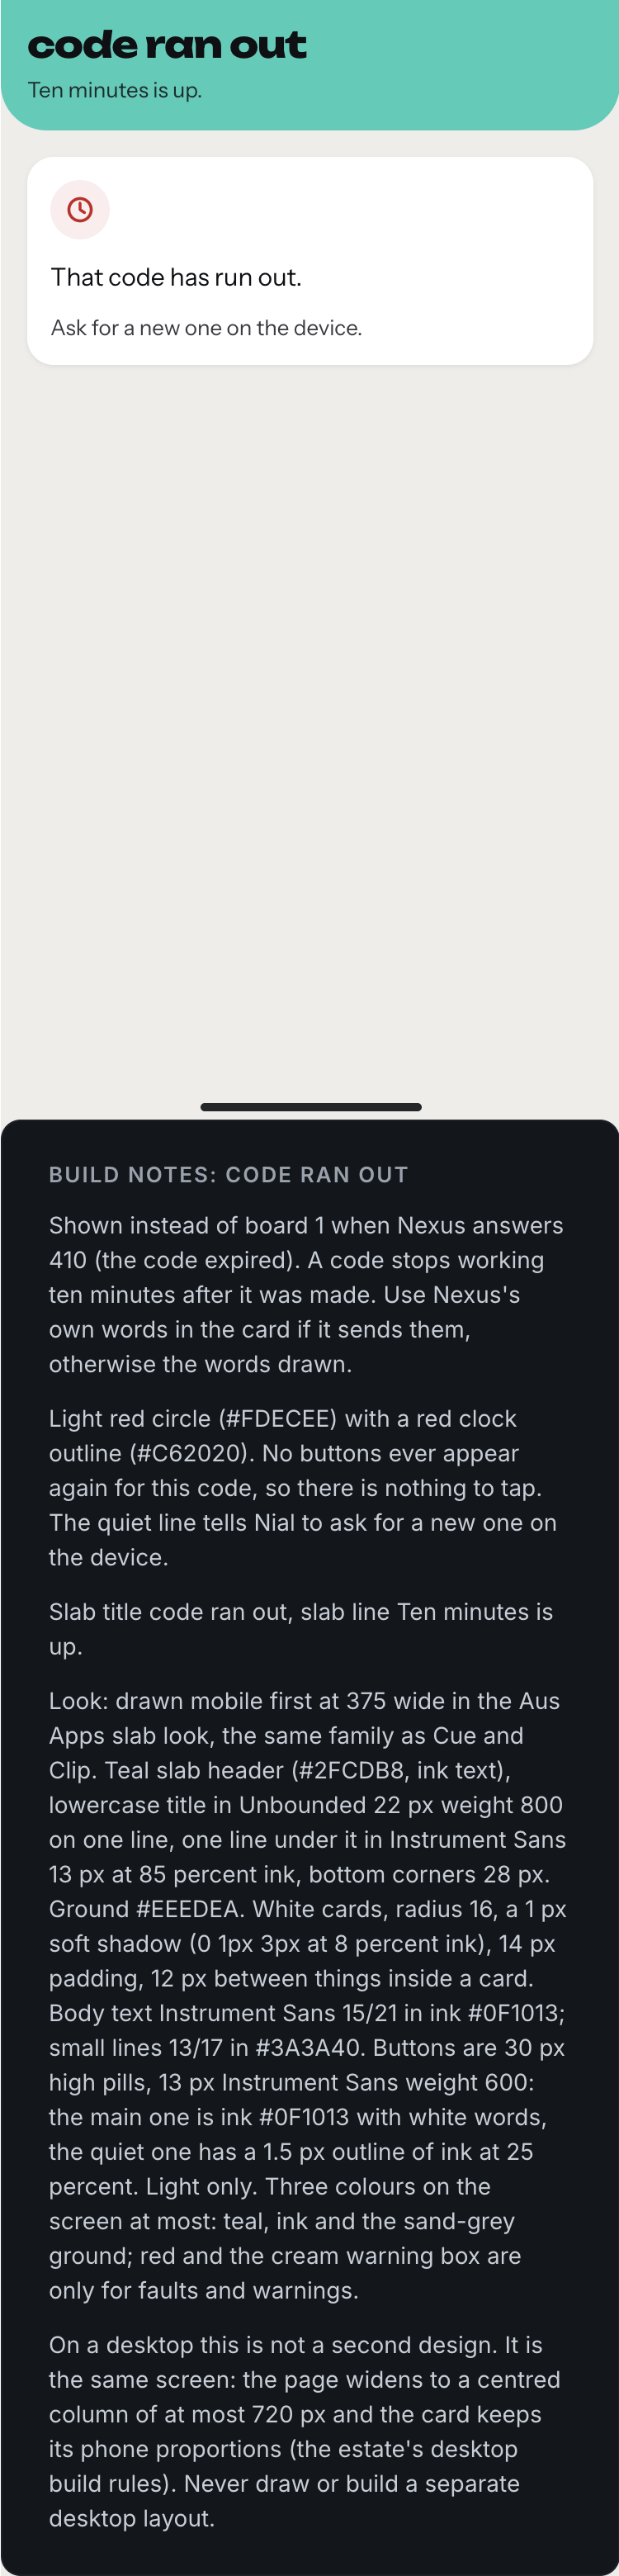 code ran out
Ten minutes is up.
That code has run out.
Ask for a new one on the device.
BUILD NOTES: CODE RAN OUT
Shown instead of board 1 when Nexus answers
410 (the code expired). A code stops working
ten minutes after it was made. Use Nexus's
own words in the card if it sends them,
otherwise the words drawn.
Light red circle (#FDECEE) with a red clock
outline (#C62020). No buttons ever appear
again for this code, so there is nothing to tap.
The quiet line tells Nial to ask for a new one on
the device.
Slab title code ran out, slab line Ten minutes is
up.
Look: drawn mobile first at 375 wide in the Aus
Apps slab look, the same family as Cue and
Clip. Teal slab header (#2FCDB8, ink text),
lowercase title in Unbounded 22 px weight 800
on one line, one line under it in Instrument Sans
13 px at 85 percent ink, bottom corners 28 px.
Ground #EEEDEA. White cards, radius 16, a 1 px
soft shadow (0 1px 3px at 8 percent ink), 14 px
padding, 12 px between things inside a card.
Body text Instrument Sans 15/21 in ink #0F1013;
small lines 13/17 in #3A3A40. Buttons are 30 px
high pills, 13 px Instrument Sans weight 600:
the main one is ink #0F1013 with white words,
the quiet one has a 1.5 px outline of ink at 25
percent. Light only. Three colours on the
screen at most: teal, ink and the sand-grey
ground; red and the cream warning box are
only for faults and warnings.
On a desktop this is not a second design. It is
the same screen: the page widens to a centred
column of at most 720 px and the card keeps
its phone proportions (the estate's desktop
build rules). Never draw or build a separate
desktop layout.